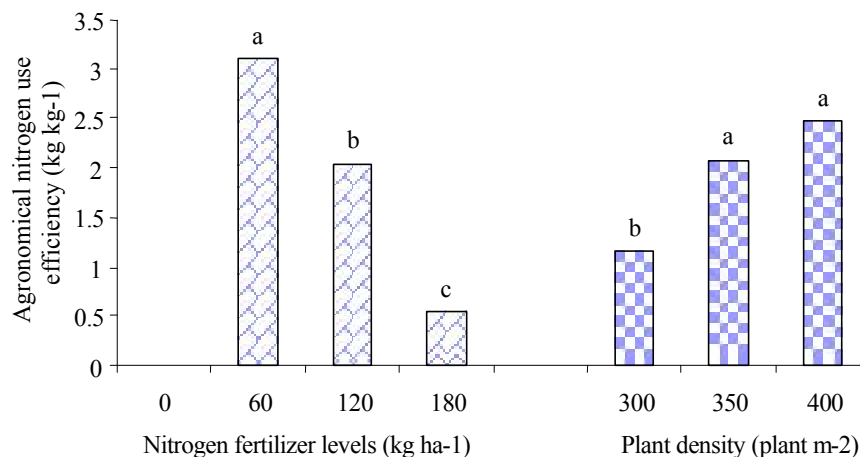 Agronomical nitrogen use
efficiency (kg kg-1)
3.5
3
2.5
2
1.5
1
0.5
0
a
b
c
b
a
a
0 60 120 180 300 350 400
Nitrogen fertilizer levels (kg ha-1) Plant density (plant m-2)